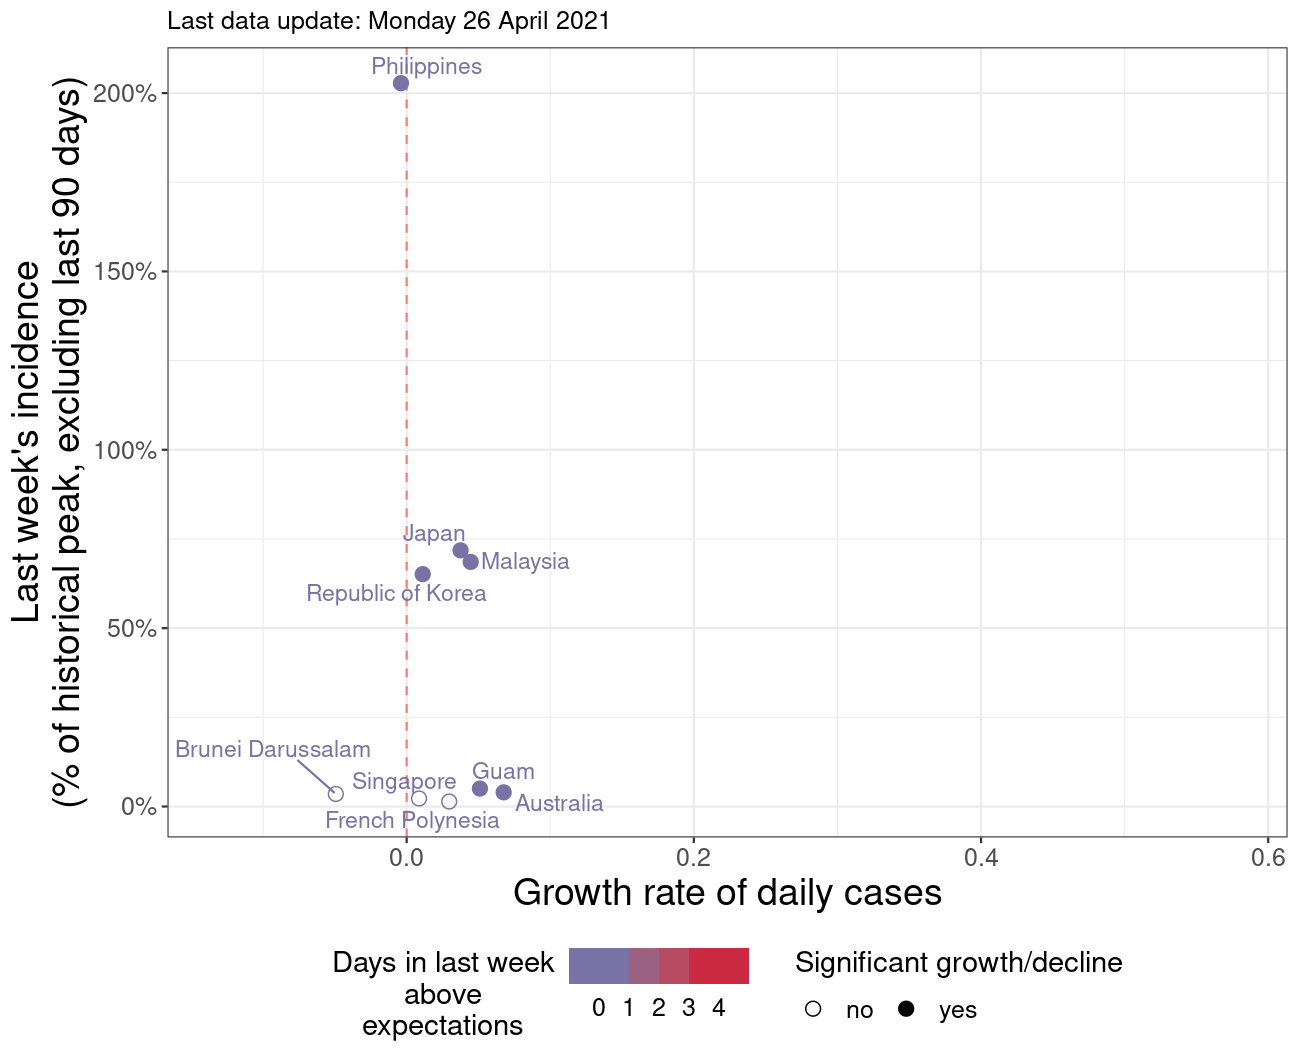 Last data update: Monday 26 April 2021
Last week's incidence
(% of historical peak, excluding last 90 days)
200%
150%
100%
50%
0%
Philippines
Japan
Malaysia
Republic of Korea
Brunei Darussalam
Singapore
Guam
Australia
French Polynesia
0.0 0.2 0.4 0.6
Growth rate of daily cases
Days in last week
above
expectations
0 1 2 3 4
Significant growth/decline
no yes